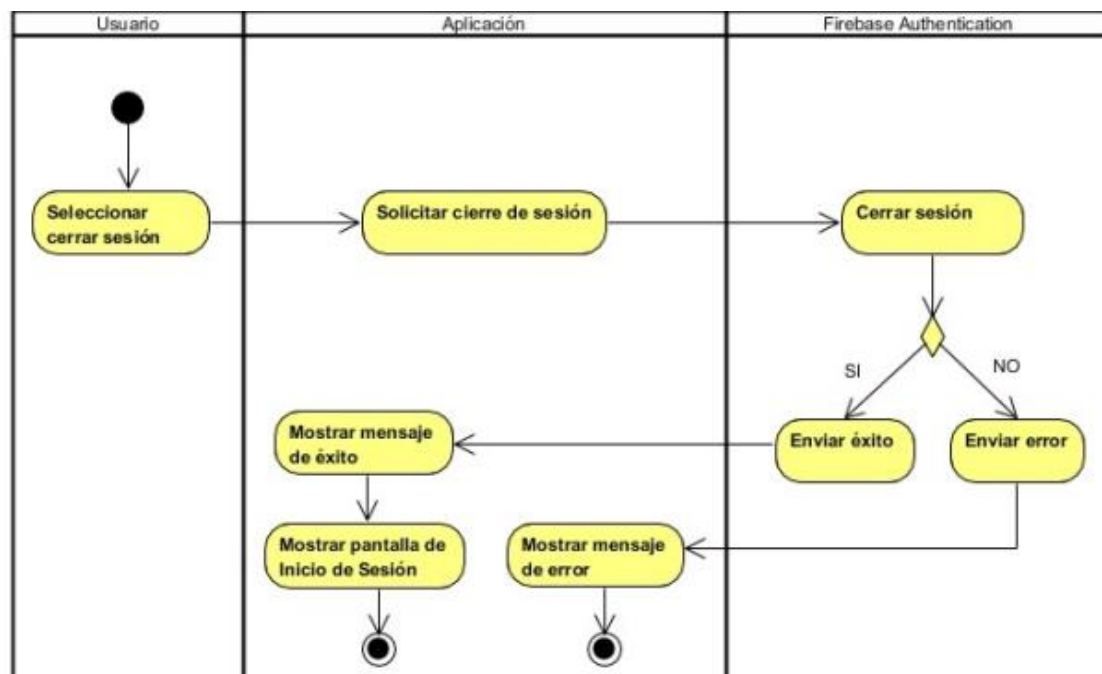 Usuario
Aplicación
Firebase Authentication
Seleccionar
cerrar sesión
Solicitar cierre de sesión
Cerrar sesión
SI
NO
Mostrar mensaje
de éxito
Enviar éxito
Enviar error
Mostrar pantalla de
Inicio de Sesión
Mostrar mensaje
de error